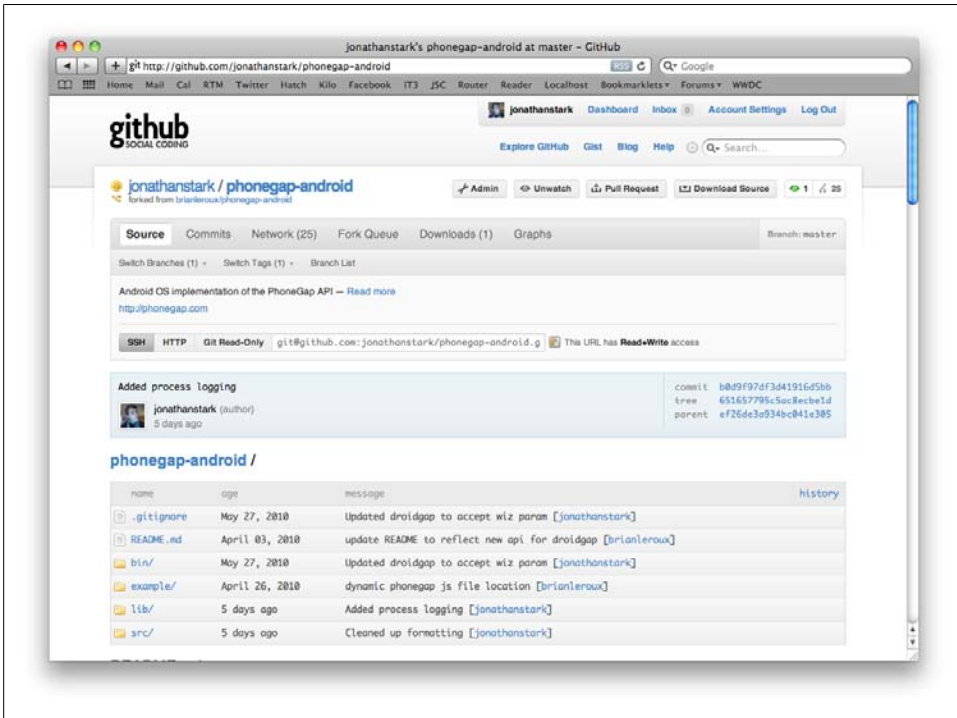 jonathanstark's phonegap-android at master – GitHub
git http://github.com/jonathanstark/phonegap-android RSS Google
Home Mail Cal RTM Twitter Hatch Kilo Facebook iT3 JSC Router Reader Localhost Bookmarklets Forums WWDC
jonathanstark Dashboard Inbox 0 Account Settings Log Out
github
SOCIAL CODING
Explore GitHub Gist Blog Help Search...
jonathanstark / phonegap-android
Admin Unwatch Pull Request Download Source 1 25
forked from brianleroux/phonegap-android
Source Commits Network (25) Fork Queue Downloads (1) Graphs Branch: master
Switch Branches (1) Switch Tags (1) Branch List
Android OS implementation of the PhoneGap API — Read more
http://phonegap.com
SSH HTTP Git Read-Only git@github.com:jonathanstark/phonegap-android.g This URL has Read+Write access
Added process logging
jonathanstark (author)
5 days ago
commit b0d9f97df3d41916d5bb
tree 651657795c5ac8ecbe1d
parent ef26de3a934bc041e305
phonegap-android /
name age message history
.gitignore May 27, 2010 Updated droidgap to accept wiz param [jonathanstark]
README.md April 03, 2010 update README to reflect new api for droidgap [brianleroux]
bin/ May 27, 2010 Updated droidgap to accept wiz param [jonathanstark]
example/ April 26, 2010 dynamic phonegap js file location [brianleroux]
lib/ 5 days ago Added process logging [jonathanstark]
src/ 5 days ago Cleaned up formatting [jonathanstark]